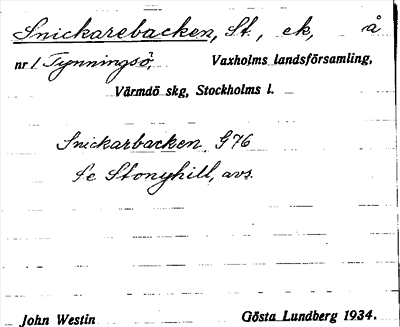 Snickarebacken, St., ek, å
nr 1 Tynningsö, Vaxholms landsförsamling,
Värmdö skg, Stockholms l.
Snickarbacken G76
Se Stonyhill, avs.
John Westin Gösta Lundberg 1934.